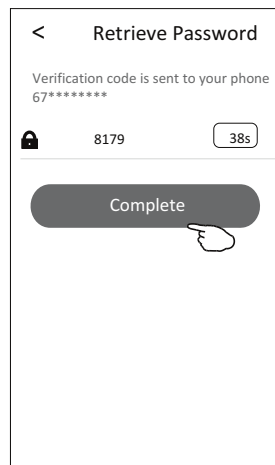 < Retrieve Password
Verification code is sent to your phone
67********
8179 38s
Complete